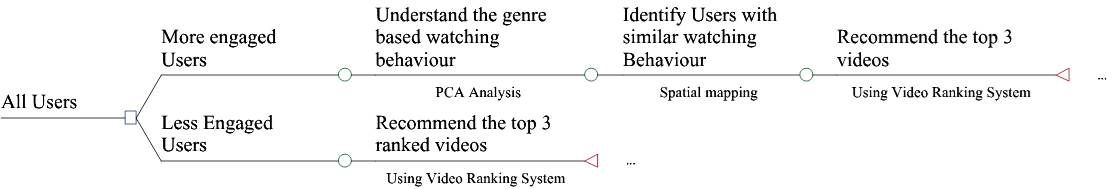 All Users
More engaged
Users
Understand the genre
based watching
behaviour
PCA Analysis
Identify Users with
similar watching
Behaviour
Spatial mapping
Recommend the top 3
videos
Using Video Ranking System
...
Less Engaged
Users
Recommend the top 3
ranked videos
Using Video Ranking System
...